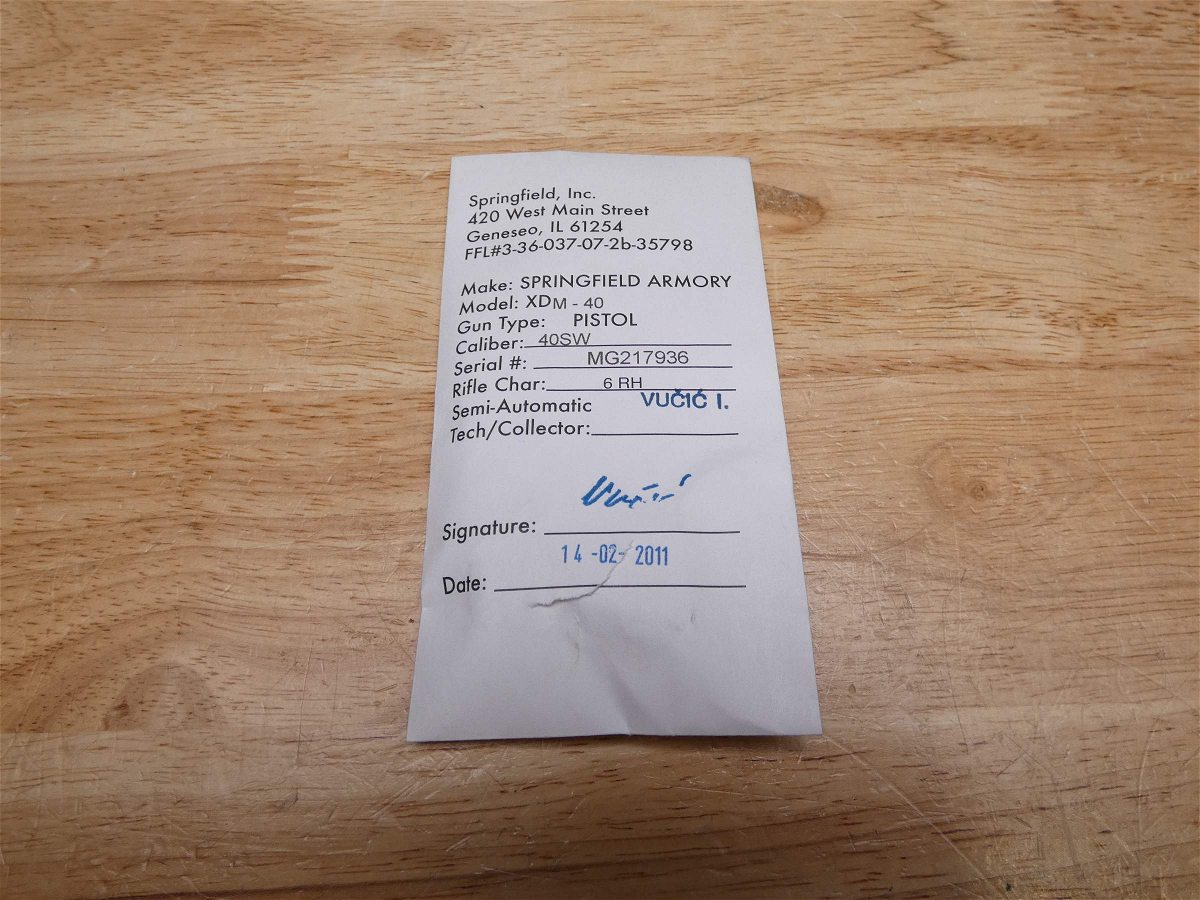 Springfield, Inc.
420 West Main Street
Geneseo, IL 61254
FFL#3-36-037-07-2b-35798
Make: SPRINGFIELD ARMORY
Model: XDM - 40
Gun Type: PISTOL
Caliber: 40SW
Serial #: MG217936
Rifle Char: 6 RH
Semi-Automatic VUČIĆ I.
Tech/Collector:
Vučić
Signature:
14-02-2011
Date: